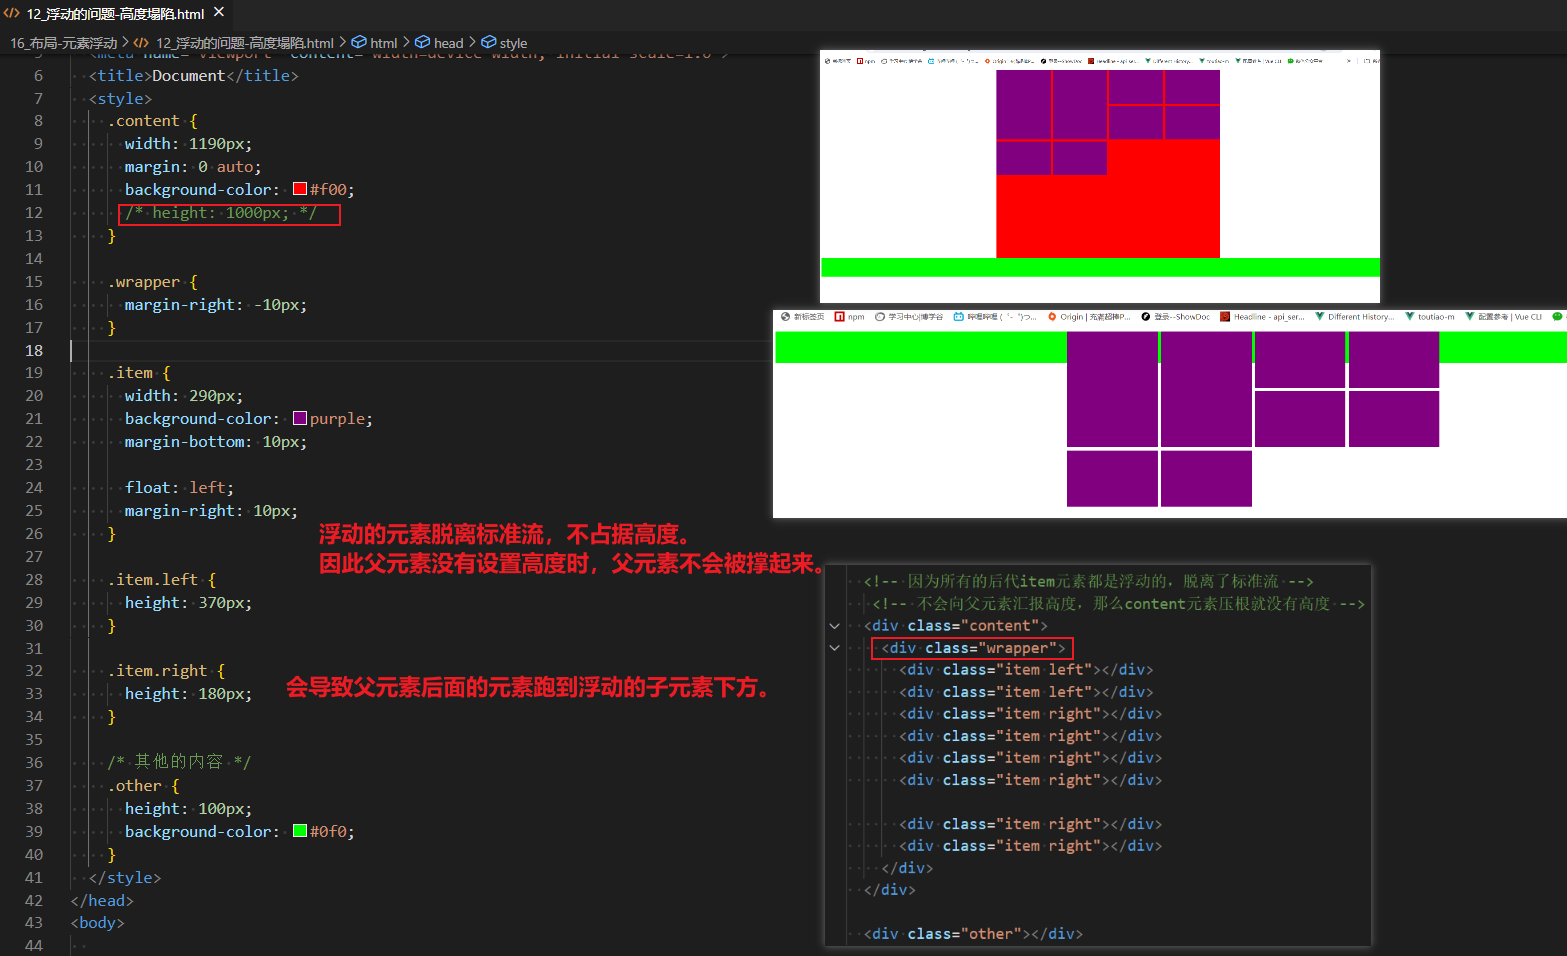 12_浮动的问题-高度塌陷.html ×
16_布局-元素浮动 > 12_浮动的问题-高度塌陷.html > html > head > style
6 <title>Document</title>
7 <style>
8 .content {
9 width: 1190px;
10 margin: 0 auto;
11 background-color: #f00;
12 /* height: 1000px; */
13 }
14
15 .wrapper {
16 margin-right: -10px;
17 }
18
19 .item {
20 width: 290px;
21 background-color: purple;
22 margin-bottom: 10px;
23
24 float: left;
25 margin-right: 10px;
26 }
27
28 .item.left {
29 height: 370px;
30 }
31
32 .item.right {
33 height: 180px;
34 }
35
36 /* 其他的内容 */
37 .other {
38 height: 100px;
39 background-color: #0f0;
40 }
41 </style>
42 </head>
43 <body>
44
浮动的元素脱离标准流，不占据高度。
因此父元素没有设置高度时，父元素不会被撑起来。
会导致父元素后面的元素跑到浮动的子元素下方。
新标签页 npm 学习中心|博学谷 哔哩哔哩 Origin | 充满超棒P... 登录--ShowDoc Headline - api_ser... Different History... toutiao-m 配置参考 | Vue CLI
<!-- 因为所有的后代item元素都是浮动的，脱离了标准流 -->
<!-- 不会向父元素汇报高度，那么content元素压根就没有高度 -->
<div class="content">
<div class="wrapper">
<div class="item left"></div>
<div class="item left"></div>
<div class="item right"></div>
<div class="item right"></div>
<div class="item right"></div>
<div class="item right"></div>
<div class="item right"></div>
<div class="item right"></div>
</div>
</div>
<div class="other"></div>